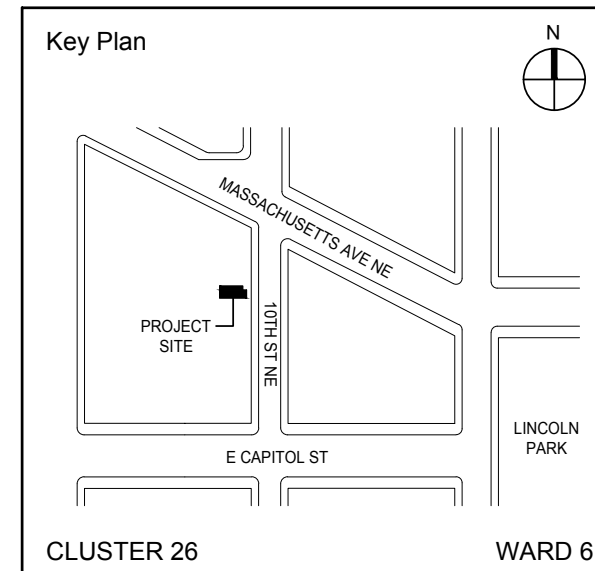 Key Plan
N
MASSACHUSETTS AVE NE
PROJECT
SITE
10TH ST NE
LINCOLN
PARK
E CAPITOL ST
CLUSTER 26
WARD 6